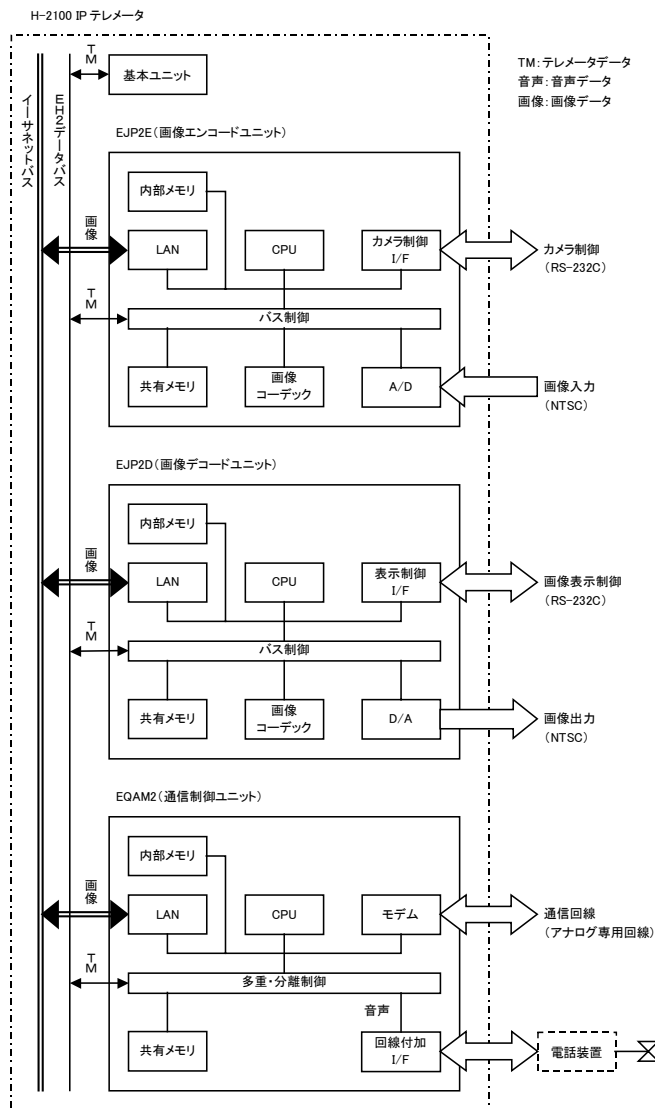 H-2100 IP テレメータ
TM
基本ユニット
TM：テレメータデータ
音声：音声データ
画像：画像データ
イーサネットバス
EH2データバス
EJP2E（画像エンコードユニット）
内部メモリ
画像
LAN
CPU
カメラ制御
I/F
カメラ制御
(RS-232C)
TM
バス制御
共有メモリ
画像
コーデック
A/D
画像入力
(NTSC)
EJP2D（画像デコードユニット）
内部メモリ
画像
LAN
CPU
表示制御
I/F
画像表示制御
(RS-232C)
TM
バス制御
共有メモリ
画像
コーデック
D/A
画像出力
(NTSC)
EQAM2（通信制御ユニット）
内部メモリ
画像
LAN
CPU
モデム
通信回線
(アナログ専用回線)
TM
多重・分離制御
音声
共有メモリ
回線付加
I/F
電話装置